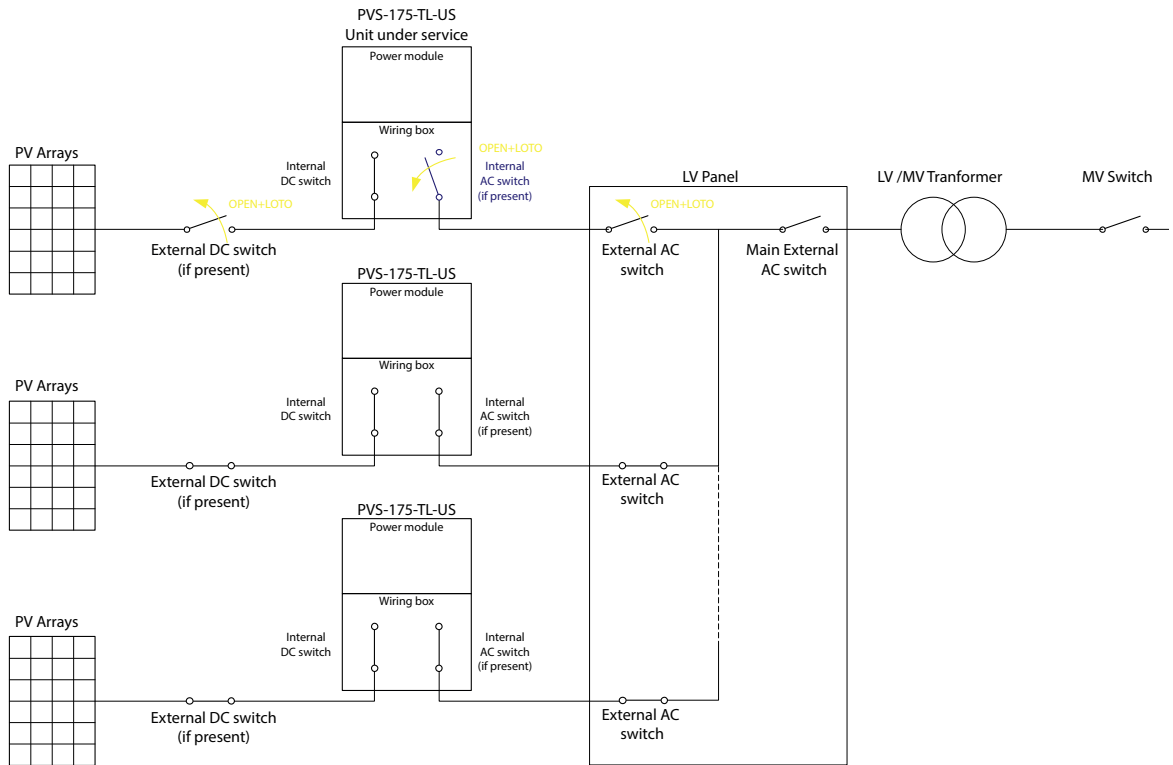 PVS-175-TL-US
Unit under service
Power module
Wiring box
OPEN+LOTO
PV Arrays
Internal
DC switch
Internal
AC switch
(if present)
LV Panel
LV /MV Tranformer
MV Switch
OPEN+LOTO
OPEN+LOTO
External DC switch
(if present)
External AC
switch
Main External
AC switch
PVS-175-TL-US
Power module
Wiring box
PV Arrays
Internal
DC switch
Internal
AC switch
(if present)
External DC switch
(if present)
External AC
switch
PVS-175-TL-US
Power module
Wiring box
PV Arrays
Internal
DC switch
Internal
AC switch
(if present)
External DC switch
(if present)
External AC
switch